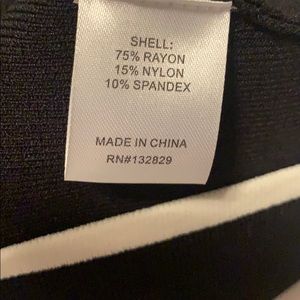 SHELL:
75% RAYON
15% NYLON
10% SPANDEX
MADE IN CHINA
RN#132829